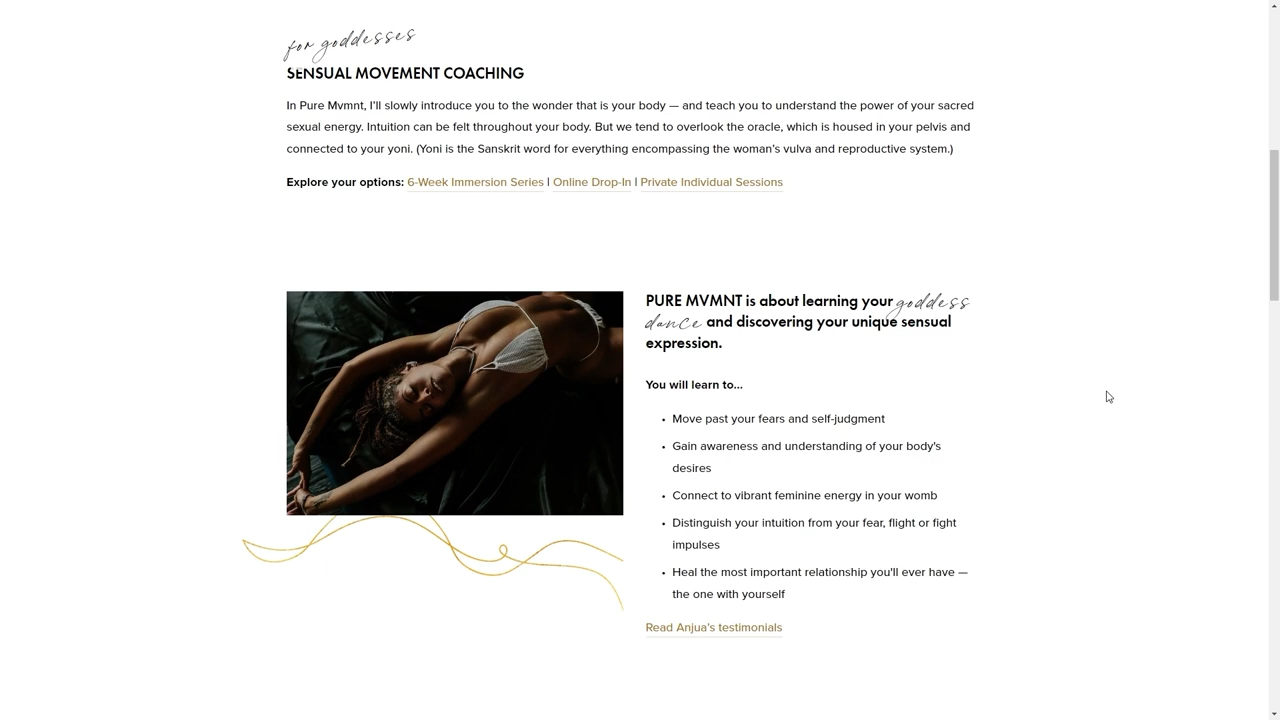 for goddesses
SENSUAL MOVEMENT COACHING
In Pure Mvmnt, I'll slowly introduce you to the wonder that is your body — and teach you to understand the power of your sacred
sexual energy. Intuition can be felt throughout your body. But we tend to overlook the oracle, which is housed in your pelvis and
connected to your yoni. (Yoni is the Sanskrit word for everything encompassing the woman's vulva and reproductive system.)
Explore your options: 6-Week Immersion Series | Online Drop-In | Private Individual Sessions
PURE MVMNT is about learning your goddess
dance and discovering your unique sensual
expression.
You will learn to...
• Move past your fears and self-judgment
• Gain awareness and understanding of your body's
desires
• Connect to vibrant feminine energy in your womb
• Distinguish your intuition from your fear, flight or fight
impulses
• Heal the most important relationship you'll ever have —
the one with yourself
Read Anjua's testimonials